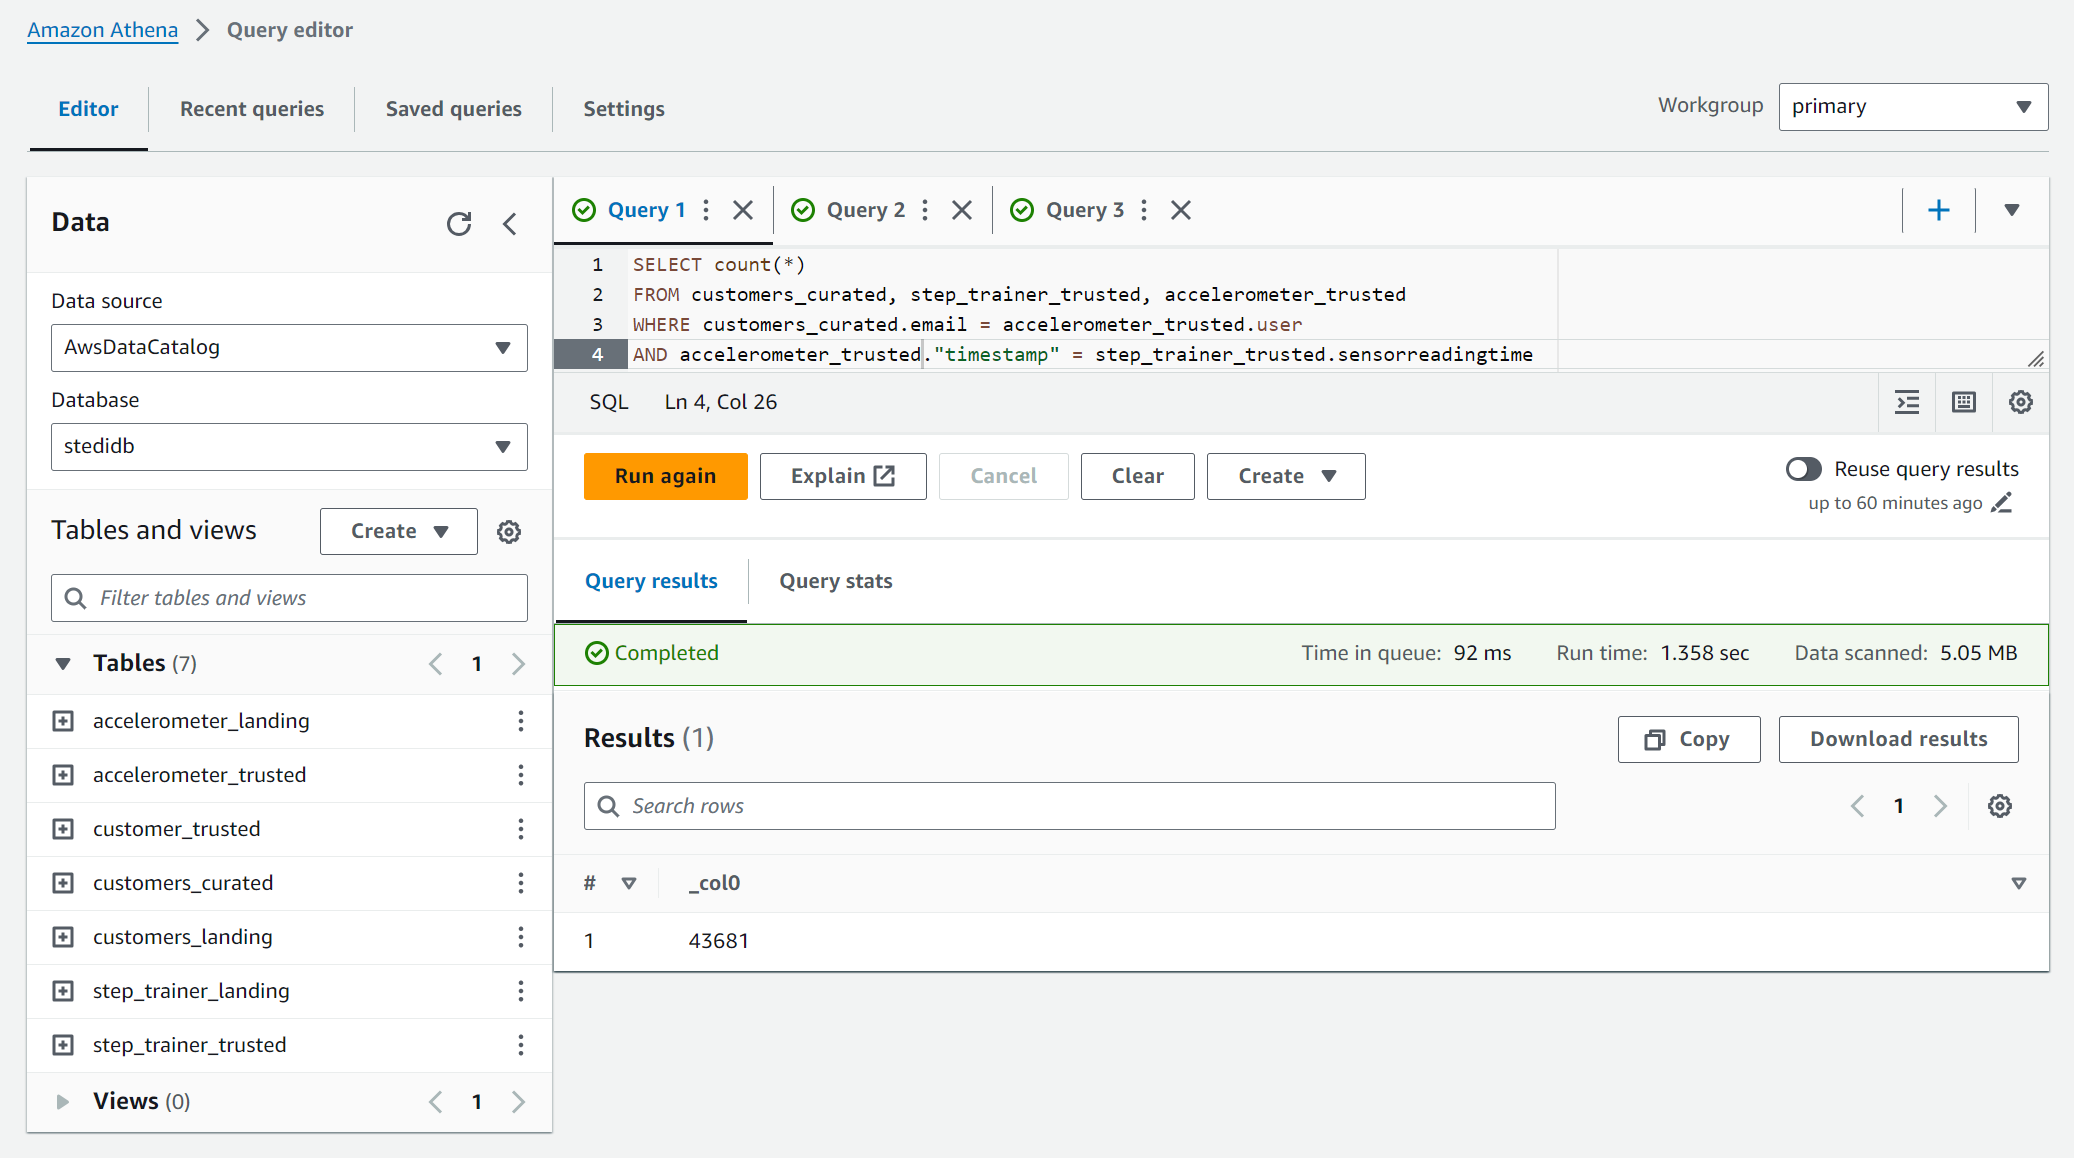 Amazon Athena > Query editor
Editor Recent queries Saved queries Settings Workgroup primary
Data
Data source
AwsDataCatalog
Database
stedidb
Tables and views Create
Filter tables and views
Tables (7) 1
accelerometer_landing
accelerometer_trusted
customer_trusted
customers_curated
customers_landing
step_trainer_landing
step_trainer_trusted
Views (0) 1
Query 1 Query 2 Query 3
1 SELECT count(*)
2 FROM customers_curated, step_trainer_trusted, accelerometer_trusted
3 WHERE customers_curated.email = accelerometer_trusted.user
4 AND accelerometer_trusted."timestamp" = step_trainer_trusted.sensorreadingtime
SQL Ln 4, Col 26
Run again Explain Cancel Clear Create Reuse query results
up to 60 minutes ago
Query results Query stats
Completed Time in queue: 92 ms Run time: 1.358 sec Data scanned: 5.05 MB
Results (1) Copy Download results
Search rows 1
# _col0
1 43681